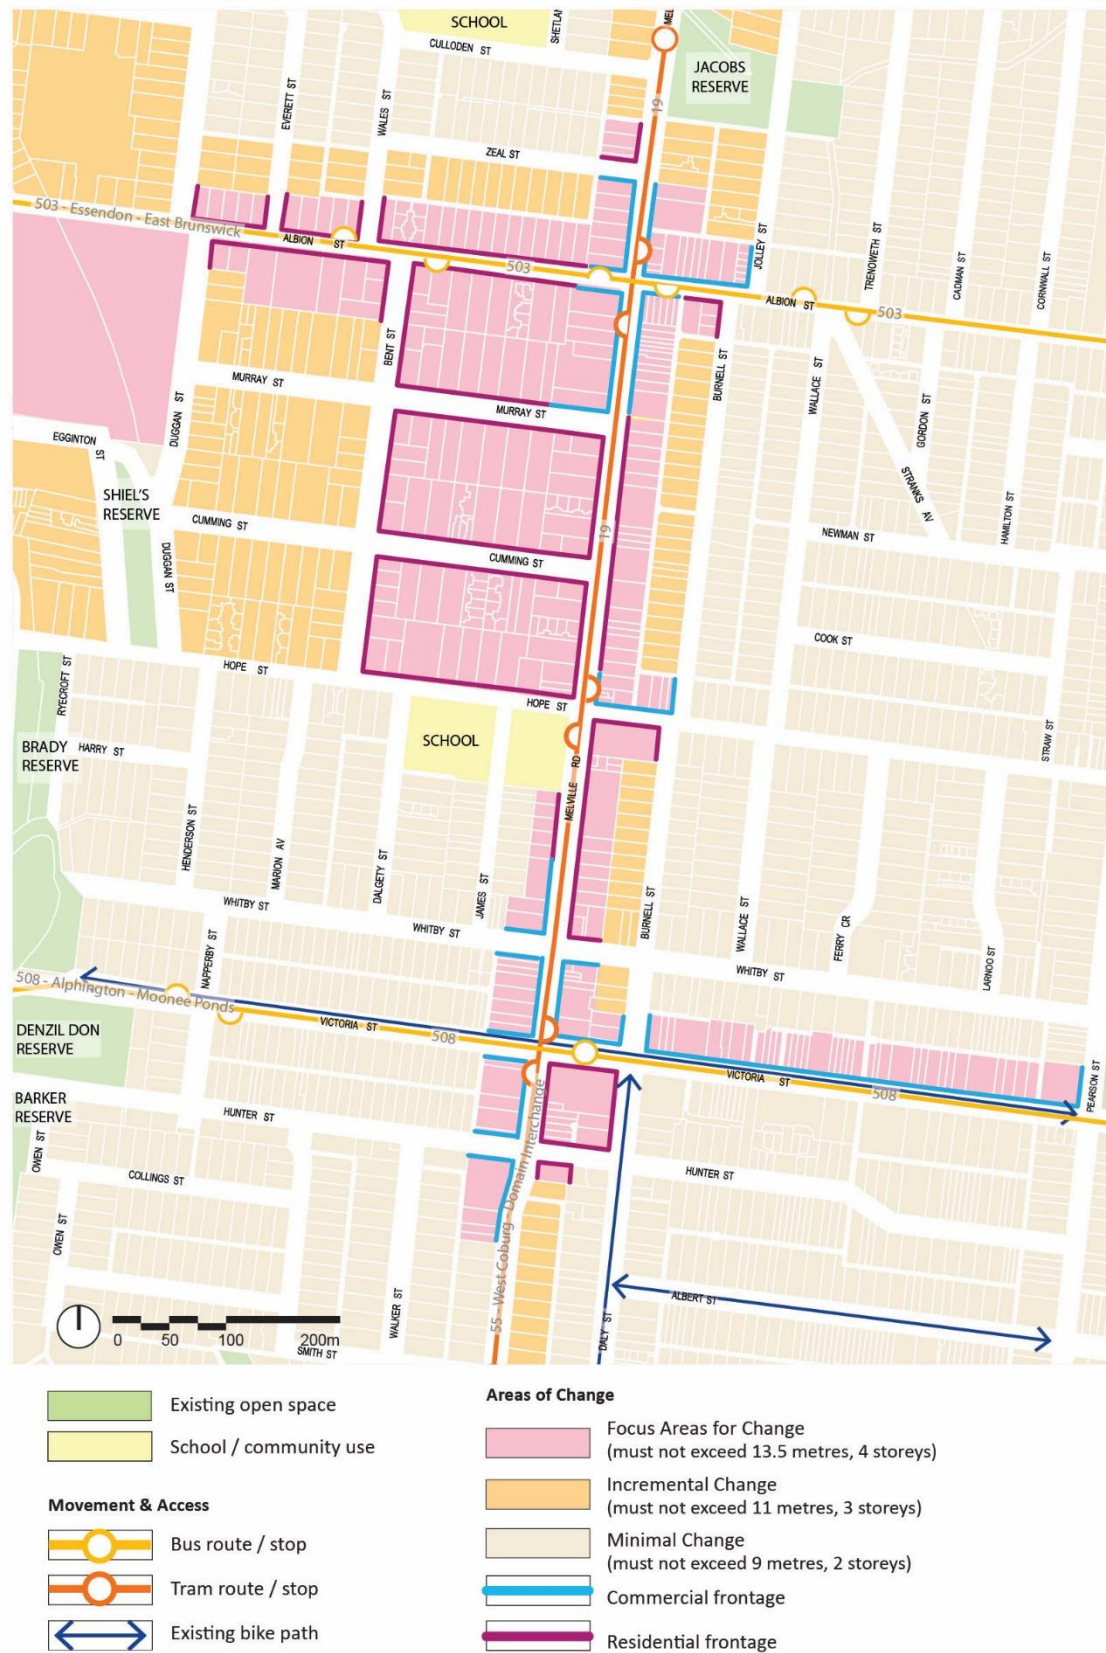 SCHOOL
SHETLAN
MEL
CULLODEN ST
JACOBS
RESERVE
EVERETT ST
WALES ST
19
ZEAL ST
503 - Essendon - East Brunswick
ALBION ST
503
JOLLEY ST
TRENOWETH ST
CADMAN ST
CORNWALL ST
ALBION ST
503
BENT ST
MURRAY ST
MURRAY ST
DUGGAN ST
BURNELL ST
WALLACE ST
GORDON ST
STRANKS AV
HAMILTON ST
EGGINTON
ST
SHIEL'S
RESERVE
CUMMING ST
DUGGAN ST
CUMMING ST
19
NEWMAN ST
COOK ST
HOPE ST
HOPE ST
RYECROFT ST
STRAW ST
BRADY
RESERVE
HARRY ST
SCHOOL
MELVILLE RD
HENDERSON ST
MARION AV
DALGETY ST
JAMES ST
BURNELL ST
WALLACE ST
FERRY CR
LARNOO ST
WHITBY ST
WHITBY ST
WHITBY ST
NAPPERBY ST
508 - Alphington - Moonee Ponds
VICTORIA ST
508
DENZIL DON
RESERVE
VICTORIA ST
508
PEARSON ST
BARKER
RESERVE
HUNTER ST
OWEN ST
COLLINGS ST
HUNTER ST
OWEN ST
55 - West Coburg - Domain Interchange
WALKER ST
DALY ST
ALBERT ST
0 50 100 200m
SMITH ST
Existing open space
School / community use
Movement & Access
Bus route / stop
Tram route / stop
Existing bike path
Areas of Change
Focus Areas for Change
(must not exceed 13.5 metres, 4 storeys)
Incremental Change
(must not exceed 11 metres, 3 storeys)
Minimal Change
(must not exceed 9 metres, 2 storeys)
Commercial frontage
Residential frontage